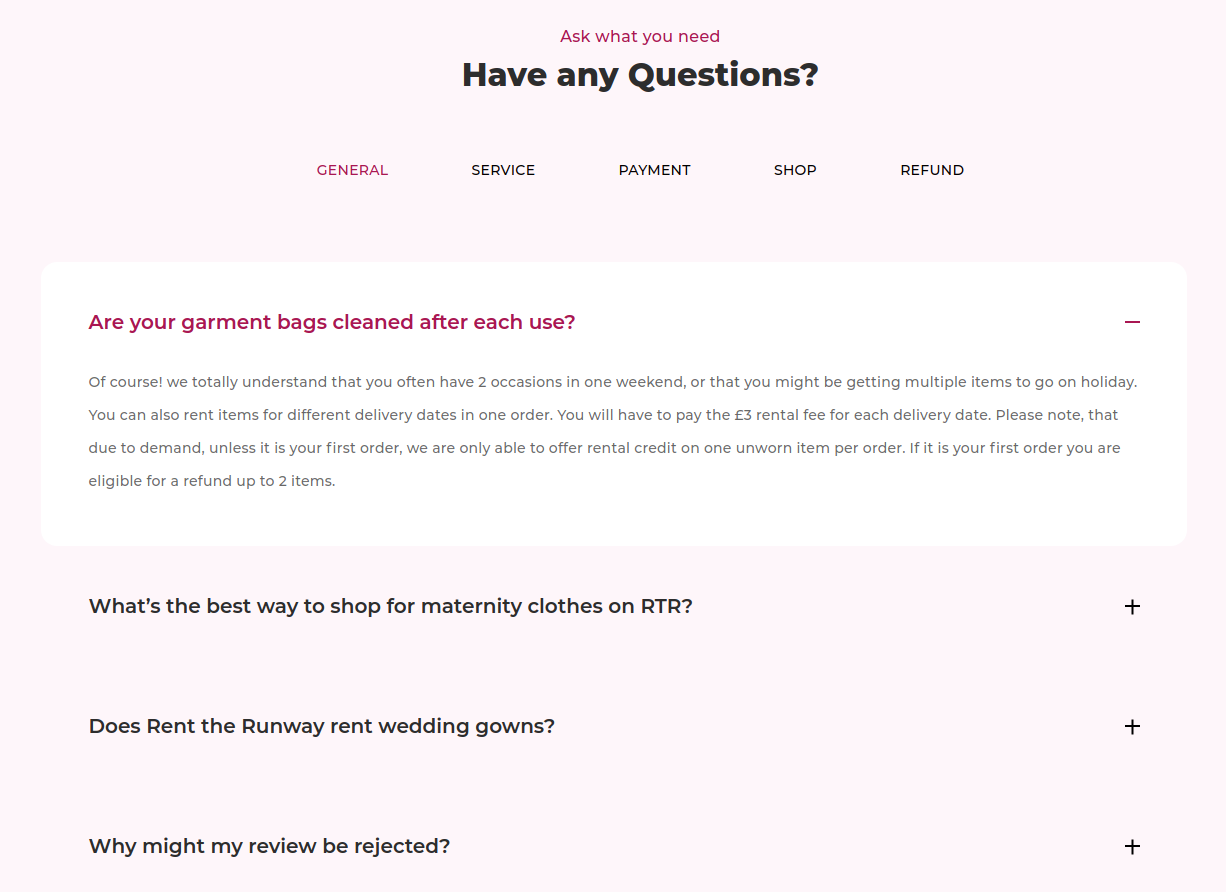 Ask what you need
Have any Questions?
GENERAL SERVICE PAYMENT SHOP REFUND
Are your garment bags cleaned after each use?
Of course! we totally understand that you often have 2 occasions in one weekend, or that you might be getting multiple items to go on holiday.
You can also rent items for different delivery dates in one order. You will have to pay the £3 rental fee for each delivery date. Please note, that
due to demand, unless it is your first order, we are only able to offer rental credit on one unworn item per order. If it is your first order you are
eligible for a refund up to 2 items.
What’s the best way to shop for maternity clothes on RTR?
Does Rent the Runway rent wedding gowns?
Why might my review be rejected?